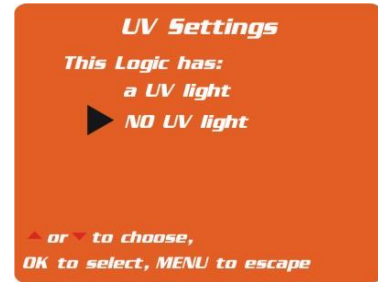 UV Settings
This Logic has:
a UV light
NO UV light
or to choose,
OK to select, MENU to escape